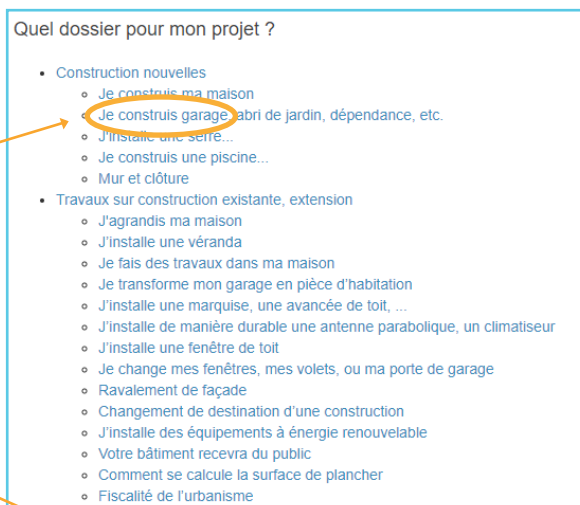 Quel dossier pour mon projet ?
Construction nouvelles
Je construis ma maison
Je construis garage, abri de jardin, dépendance, etc.
J'installe une serre...
Je construis une piscine...
Mur et clôture
Travaux sur construction existante, extension
J'agrandis ma maison
J'installe une véranda
Je fais des travaux dans ma maison
Je transforme mon garage en pièce d'habitation
J'installe une marquise, une avancée de toit, ...
J'installe de manière durable une antenne parabolique, un climatiseur
J'installe une fenêtre de toit
Je change mes fenêtres, mes volets, ou ma porte de garage
Ravalement de façade
Changement de destination d'une construction
J'installe des équipements à énergie renouvelable
Votre bâtiment recevra du public
Comment se calcule la surface de plancher
Fiscalité de l'urbanisme